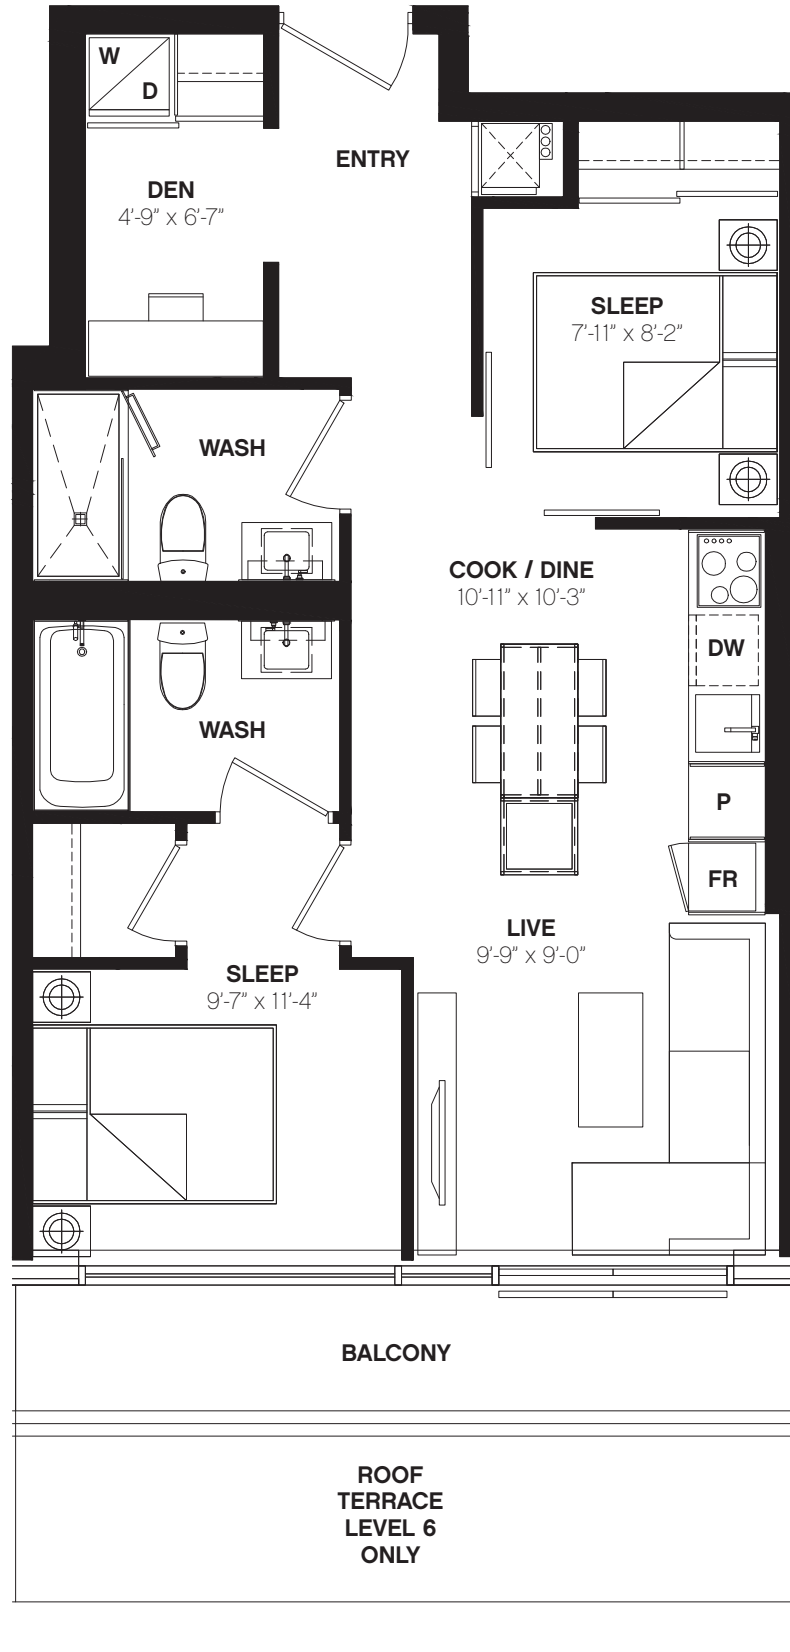 W
D
ENTRY
DEN
4'-9" x 6'-7"
SLEEP
7'-11" x 8'-2"
WASH
COOK / DINE
10'-11" x 10'-3"
DW
WASH
P
FR
LIVE
9'-9" x 9'-0"
SLEEP
9'-7" x 11'-4"
BALCONY
ROOF
TERRACE
LEVEL 6
ONLY